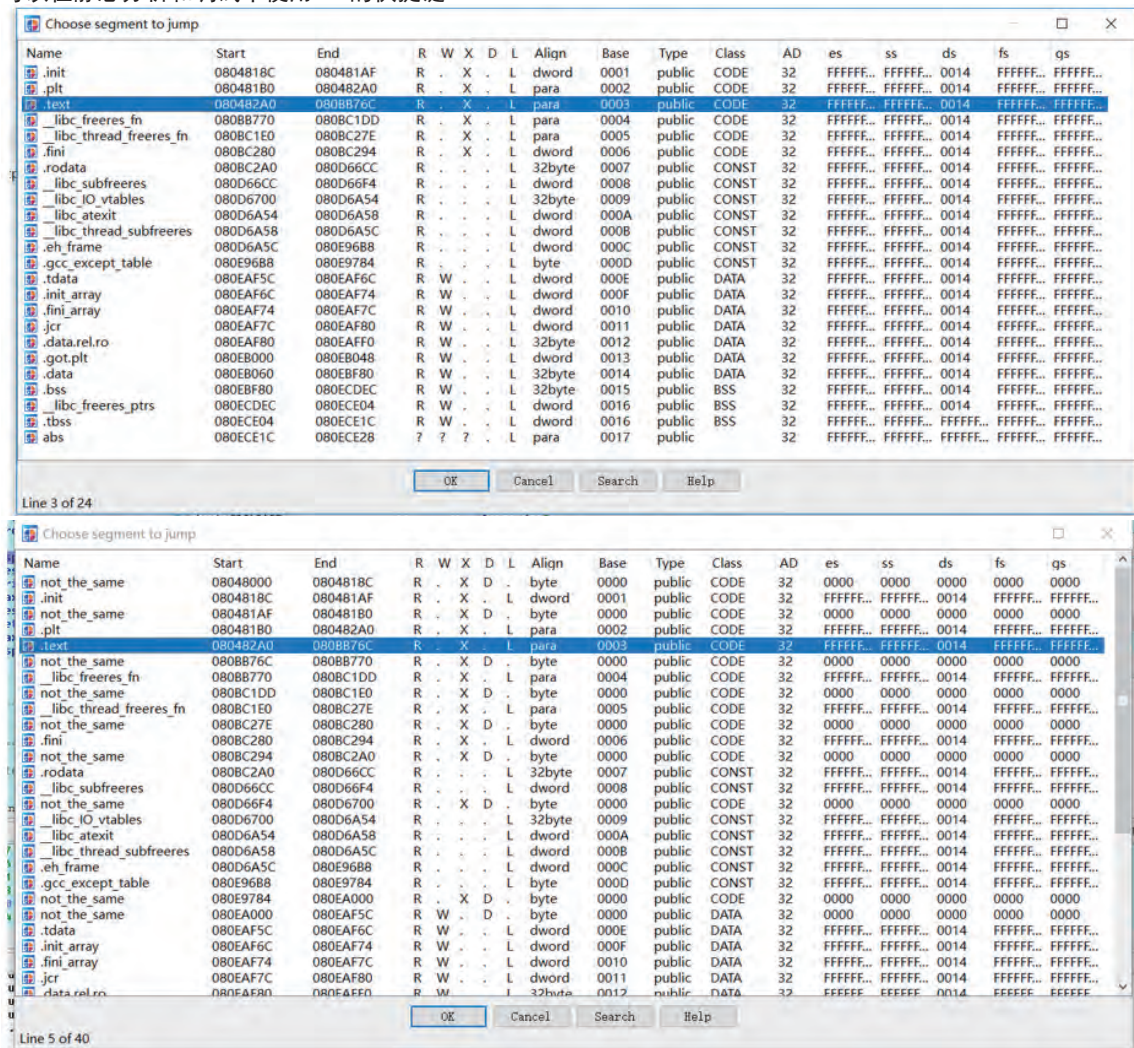 Choose segment to jump
Name Start End R W X D L Align Base Type Class AD es ss ds fs gs
.init 0804818C 080481AF R . X . L dword 0001 public CODE 32 FFFFFF... FFFFFF... 0014 FFFFFF... FFFFFF...
.plt 080481B0 080482A0 R . X . L para 0002 public CODE 32 FFFFFF... FFFFFF... 0014 FFFFFF... FFFFFF...
.text 080482A0 080BB76C R . X . L para 0003 public CODE 32 FFFFFF... FFFFFF... 0014 FFFFFF... FFFFFF...
__libc_freeres_fn 080BB770 080BC1DD R . X . L para 0004 public CODE 32 FFFFFF... FFFFFF... 0014 FFFFFF... FFFFFF...
__libc_thread_freeres_fn 080BC1E0 080BC27E R . X . L para 0005 public CODE 32 FFFFFF... FFFFFF... 0014 FFFFFF... FFFFFF...
.fini 080BC280 080BC294 R . X . L dword 0006 public CODE 32 FFFFFF... FFFFFF... 0014 FFFFFF... FFFFFF...
.rodata 080BC2A0 080D66CC R . . . L 32byte 0007 public CONST 32 FFFFFF... FFFFFF... 0014 FFFFFF... FFFFFF...
__libc_subfreeres 080D66CC 080D66F4 R . . . L dword 0008 public CONST 32 FFFFFF... FFFFFF... 0014 FFFFFF... FFFFFF...
__libc_IO_vtables 080D6700 080D6A54 R . . . L 32byte 0009 public CONST 32 FFFFFF... FFFFFF... 0014 FFFFFF... FFFFFF...
__libc_atexit 080D6A54 080D6A58 R . . . L dword 000A public CONST 32 FFFFFF... FFFFFF... 0014 FFFFFF... FFFFFF...
__libc_thread_subfreeres 080D6A58 080D6A5C R . . . L dword 000B public CONST 32 FFFFFF... FFFFFF... 0014 FFFFFF... FFFFFF...
.eh_frame 080D6A5C 080E96B8 R . . . L dword 000C public CONST 32 FFFFFF... FFFFFF... 0014 FFFFFF... FFFFFF...
.gcc_except_table 080E96B8 080E9784 R . . . L byte 000D public CONST 32 FFFFFF... FFFFFF... 0014 FFFFFF... FFFFFF...
.tdata 080EAF5C 080EAF6C R W . . L dword 000E public DATA 32 FFFFFF... FFFFFF... 0014 FFFFFF... FFFFFF...
.init_array 080EAF6C 080EAF74 R W . . L dword 000F public DATA 32 FFFFFF... FFFFFF... 0014 FFFFFF... FFFFFF...
.fini_array 080EAF74 080EAF7C R W . . L dword 0010 public DATA 32 FFFFFF... FFFFFF... 0014 FFFFFF... FFFFFF...
.jcr 080EAF7C 080EAF80 R W . . L dword 0011 public DATA 32 FFFFFF... FFFFFF... 0014 FFFFFF... FFFFFF...
.data.rel.ro 080EAF80 080EAFF0 R W . . L 32byte 0012 public DATA 32 FFFFFF... FFFFFF... 0014 FFFFFF... FFFFFF...
.got.plt 080EB000 080EB048 R W . . L dword 0013 public DATA 32 FFFFFF... FFFFFF... 0014 FFFFFF... FFFFFF...
.data 080EB060 080EBF80 R W . . L 32byte 0014 public DATA 32 FFFFFF... FFFFFF... 0014 FFFFFF... FFFFFF...
.bss 080EBF80 080ECDEC R W . . L 32byte 0015 public BSS 32 FFFFFF... FFFFFF... 0014 FFFFFF... FFFFFF...
__libc_freeres_ptrs 080ECDEC 080ECE04 R W . . L dword 0016 public BSS 32 FFFFFF... FFFFFF... 0014 FFFFFF... FFFFFF...
.tbss 080ECE04 080ECE1C R W . . L dword 0016 public BSS 32 FFFFFF... FFFFFF... FFFFFF... FFFFFF... FFFFFF...
abs 080ECE1C 080ECE28 ? ? ? . L para 0017 public 32 FFFFFF... FFFFFF... FFFFFF... FFFFFF... FFFFFF...
OK Cancel Search Help
Line 3 of 24
Choose segment to jump
Name Start End R W X D L Align Base Type Class AD es ss ds fs gs
not_the_same 08048000 0804818C R . X D . byte 0000 public CODE 32 0000 0000 0000 0000 0000
.init 0804818C 080481AF R . X . L dword 0001 public CODE 32 FFFFFF... FFFFFF... 0014 FFFFFF... FFFFFF...
not_the_same 080481AF 080481B0 R . X D . byte 0000 public CODE 32 0000 0000 0000 0000 0000
.plt 080481B0 080482A0 R . X . L para 0002 public CODE 32 FFFFFF... FFFFFF... 0014 FFFFFF... FFFFFF...
.text 080482A0 080BB76C R . X . L para 0003 public CODE 32 FFFFFF... FFFFFF... 0014 FFFFFF... FFFFFF...
not_the_same 080BB76C 080BB770 R . X D . byte 0000 public CODE 32 0000 0000 0000 0000 0000
__libc_freeres_fn 080BB770 080BC1DD R . X . L para 0004 public CODE 32 FFFFFF... FFFFFF... 0014 FFFFFF... FFFFFF...
not_the_same 080BC1DD 080BC1E0 R . X D . byte 0000 public CODE 32 0000 0000 0000 0000 0000
__libc_thread_freeres_fn 080BC1E0 080BC27E R . X . L para 0005 public CODE 32 FFFFFF... FFFFFF... 0014 FFFFFF... FFFFFF...
not_the_same 080BC27E 080BC280 R . X D . byte 0000 public CODE 32 0000 0000 0000 0000 0000
.fini 080BC280 080BC294 R . X . L dword 0006 public CODE 32 FFFFFF... FFFFFF... 0014 FFFFFF... FFFFFF...
not_the_same 080BC294 080BC2A0 R . X D . byte 0000 public CODE 32 0000 0000 0000 0000 0000
.rodata 080BC2A0 080D66CC R . . . L 32byte 0007 public CONST 32 FFFFFF... FFFFFF... 0014 FFFFFF... FFFFFF...
__libc_subfreeres 080D66CC 080D66F4 R . . . L dword 0008 public CONST 32 FFFFFF... FFFFFF... 0014 FFFFFF... FFFFFF...
not_the_same 080D66F4 080D6700 R . X D . byte 0000 public CODE 32 0000 0000 0000 0000 0000
__libc_IO_vtables 080D6700 080D6A54 R . . . L 32byte 0009 public CONST 32 FFFFFF... FFFFFF... 0014 FFFFFF... FFFFFF...
__libc_atexit 080D6A54 080D6A58 R . . . L dword 000A public CONST 32 FFFFFF... FFFFFF... 0014 FFFFFF... FFFFFF...
__libc_thread_subfreeres 080D6A58 080D6A5C R . . . L dword 000B public CONST 32 FFFFFF... FFFFFF... 0014 FFFFFF... FFFFFF...
.eh_frame 080D6A5C 080E96B8 R . . . L dword 000C public CONST 32 FFFFFF... FFFFFF... 0014 FFFFFF... FFFFFF...
.gcc_except_table 080E96B8 080E9784 R . . . L byte 000D public CONST 32 FFFFFF... FFFFFF... 0014 FFFFFF... FFFFFF...
not_the_same 080E9784 080EA000 R . X D . byte 0000 public CODE 32 0000 0000 0000 0000 0000
not_the_same 080EA000 080EAF5C R W . D . byte 0000 public DATA 32 0000 0000 0000 0000 0000
.tdata 080EAF5C 080EAF6C R W . . L dword 000E public DATA 32 FFFFFF... FFFFFF... 0014 FFFFFF... FFFFFF...
.init_array 080EAF6C 080EAF74 R W . . L dword 000F public DATA 32 FFFFFF... FFFFFF... 0014 FFFFFF... FFFFFF...
.fini_array 080EAF74 080EAF7C R W . . L dword 0010 public DATA 32 FFFFFF... FFFFFF... 0014 FFFFFF... FFFFFF...
.jcr 080EAF7C 080EAF80 R W . . L dword 0011 public DATA 32 FFFFFF... FFFFFF... 0014 FFFFFF... FFFFFF...
.data.rel.ro 080EAF80 080EAFF0 R W . . L 32byte 0012 public DATA 32 FFFFFF FFFFFF 0014 FFFFFF FFFFFF
OK Cancel Search Help
Line 5 of 40